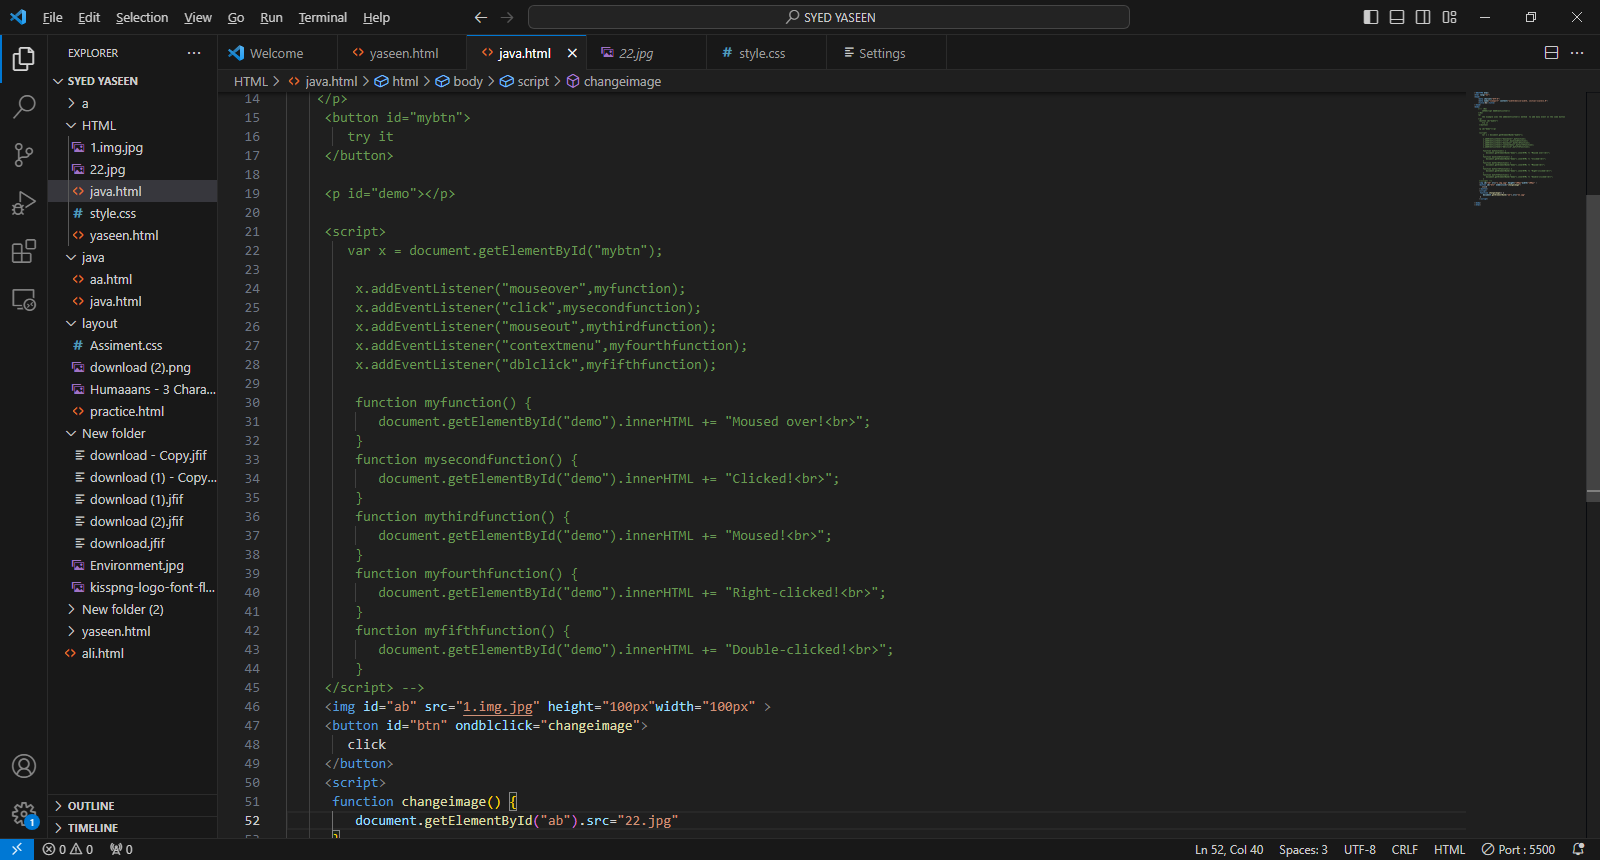 File Edit Selection View Go Run Terminal Help
SYED YASEEN
EXPLORER
SYED YASEEN
a
HTML
1.img.jpg
22.jpg
java.html
style.css
yaseen.html
java
aa.html
java.html
layout
Assiment.css
download (2).png
Humaaans - 3 Chara...
practice.html
New folder
download - Copy.jfif
download (1) - Copy...
download (1).jfif
download (2).jfif
download.jfif
Environment.jpg
kisspng-logo-font-fl...
New folder (2)
yaseen.html
ali.html
OUTLINE
TIMELINE
Welcome yaseen.html java.html 22.jpg style.css Settings
HTML > java.html > html > body > script > changeimage
14 </p>
15 <button id="mybtn">
16 try it
17 </button>
18
19 <p id="demo"></p>
20
21 <script>
22 var x = document.getElementById("mybtn");
23
24 x.addEventListener("mouseover",myfunction);
25 x.addEventListener("click",mysecondfunction);
26 x.addEventListener("mouseout",mythirdfunction);
27 x.addEventListener("contextmenu",myfourthfunction);
28 x.addEventListener("dblclick",myfifthfunction);
29
30 function myfunction() {
31 document.getElementById("demo").innerHTML += "Moused over!<br>";
32 }
33 function mysecondfunction() {
34 document.getElementById("demo").innerHTML += "Clicked!<br>";
35 }
36 function mythirdfunction() {
37 document.getElementById("demo").innerHTML += "Moused!<br>";
38 }
39 function myfourthfunction() {
40 document.getElementById("demo").innerHTML += "Right-clicked!<br>";
41 }
42 function myfifthfunction() {
43 document.getElementById("demo").innerHTML += "Double-clicked!<br>";
44 }
45 </script> -->
46 <img id="ab" src="1.img.jpg" height="100px"width="100px" >
47 <button id="btn" ondblclick="changeimage">
48 click
49 </button>
50 <script>
51 function changeimage() {
52 document.getElementById("ab").src="22.jpg"
53 }
1
0 0 0
Ln 52, Col 40 Spaces: 3 UTF-8 CRLF HTML Port : 5500